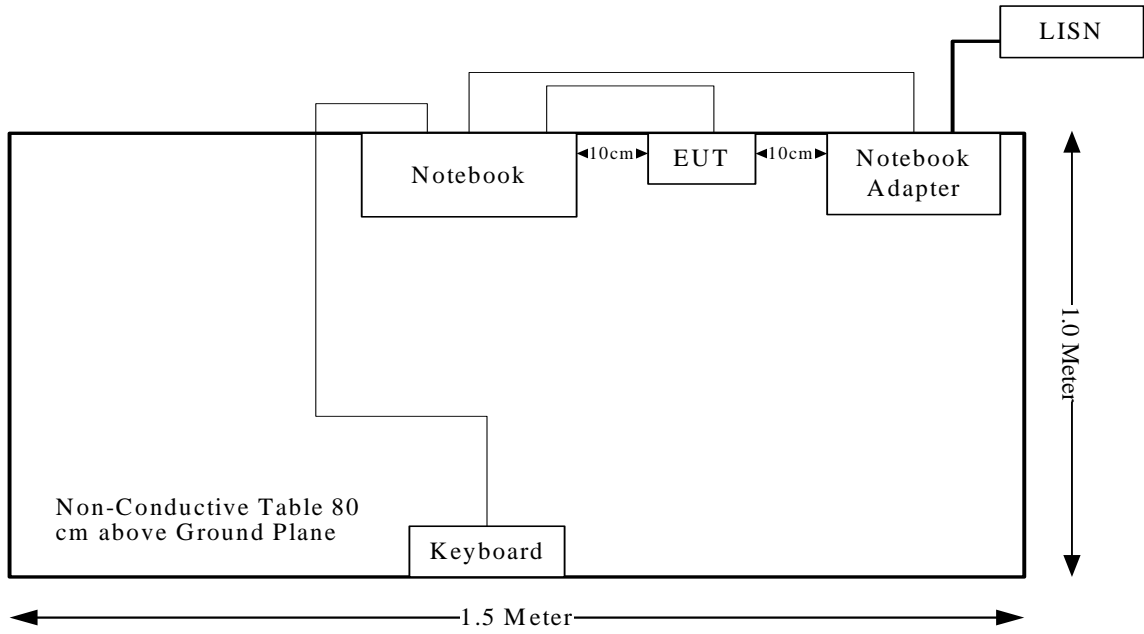 LISN
Notebook
10cm
EUT
10cm
Notebook
Adapter
1.0 Meter
Non-Conductive Table 80
cm above Ground Plane
Keyboard
1.5 Meter